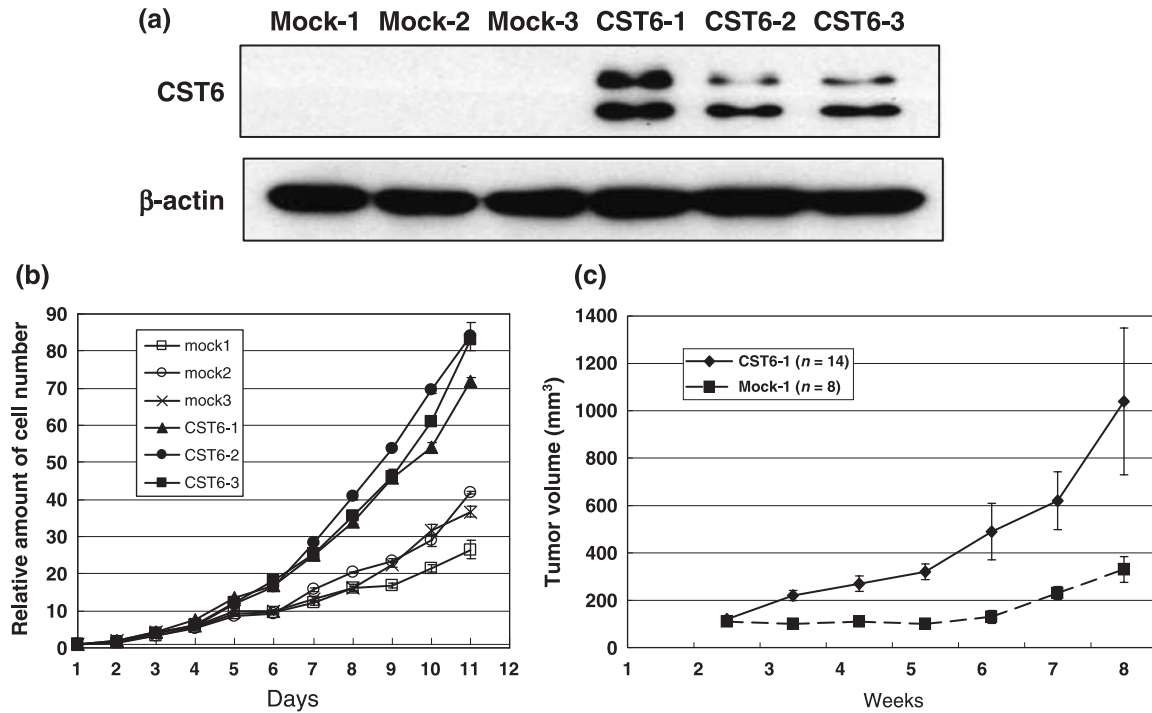 (a)
Mock-1 Mock-2 Mock-3 CST6-1 CST6-2 CST6-3
CST6
β-actin
(b)
Relative amount of cell number
90
80
70
60
50
40
30
20
10
0
mock1
mock2
mock3
CST6-1
CST6-2
CST6-3
1 2 3 4 5 6 7 8 9 10 11 12
Days
(c)
Tumor volume (mm³)
1400
1200
1000
800
600
400
200
0
CST6-1 (n = 14)
Mock-1 (n = 8)
1 2 3 4 5 6 7 8
Weeks